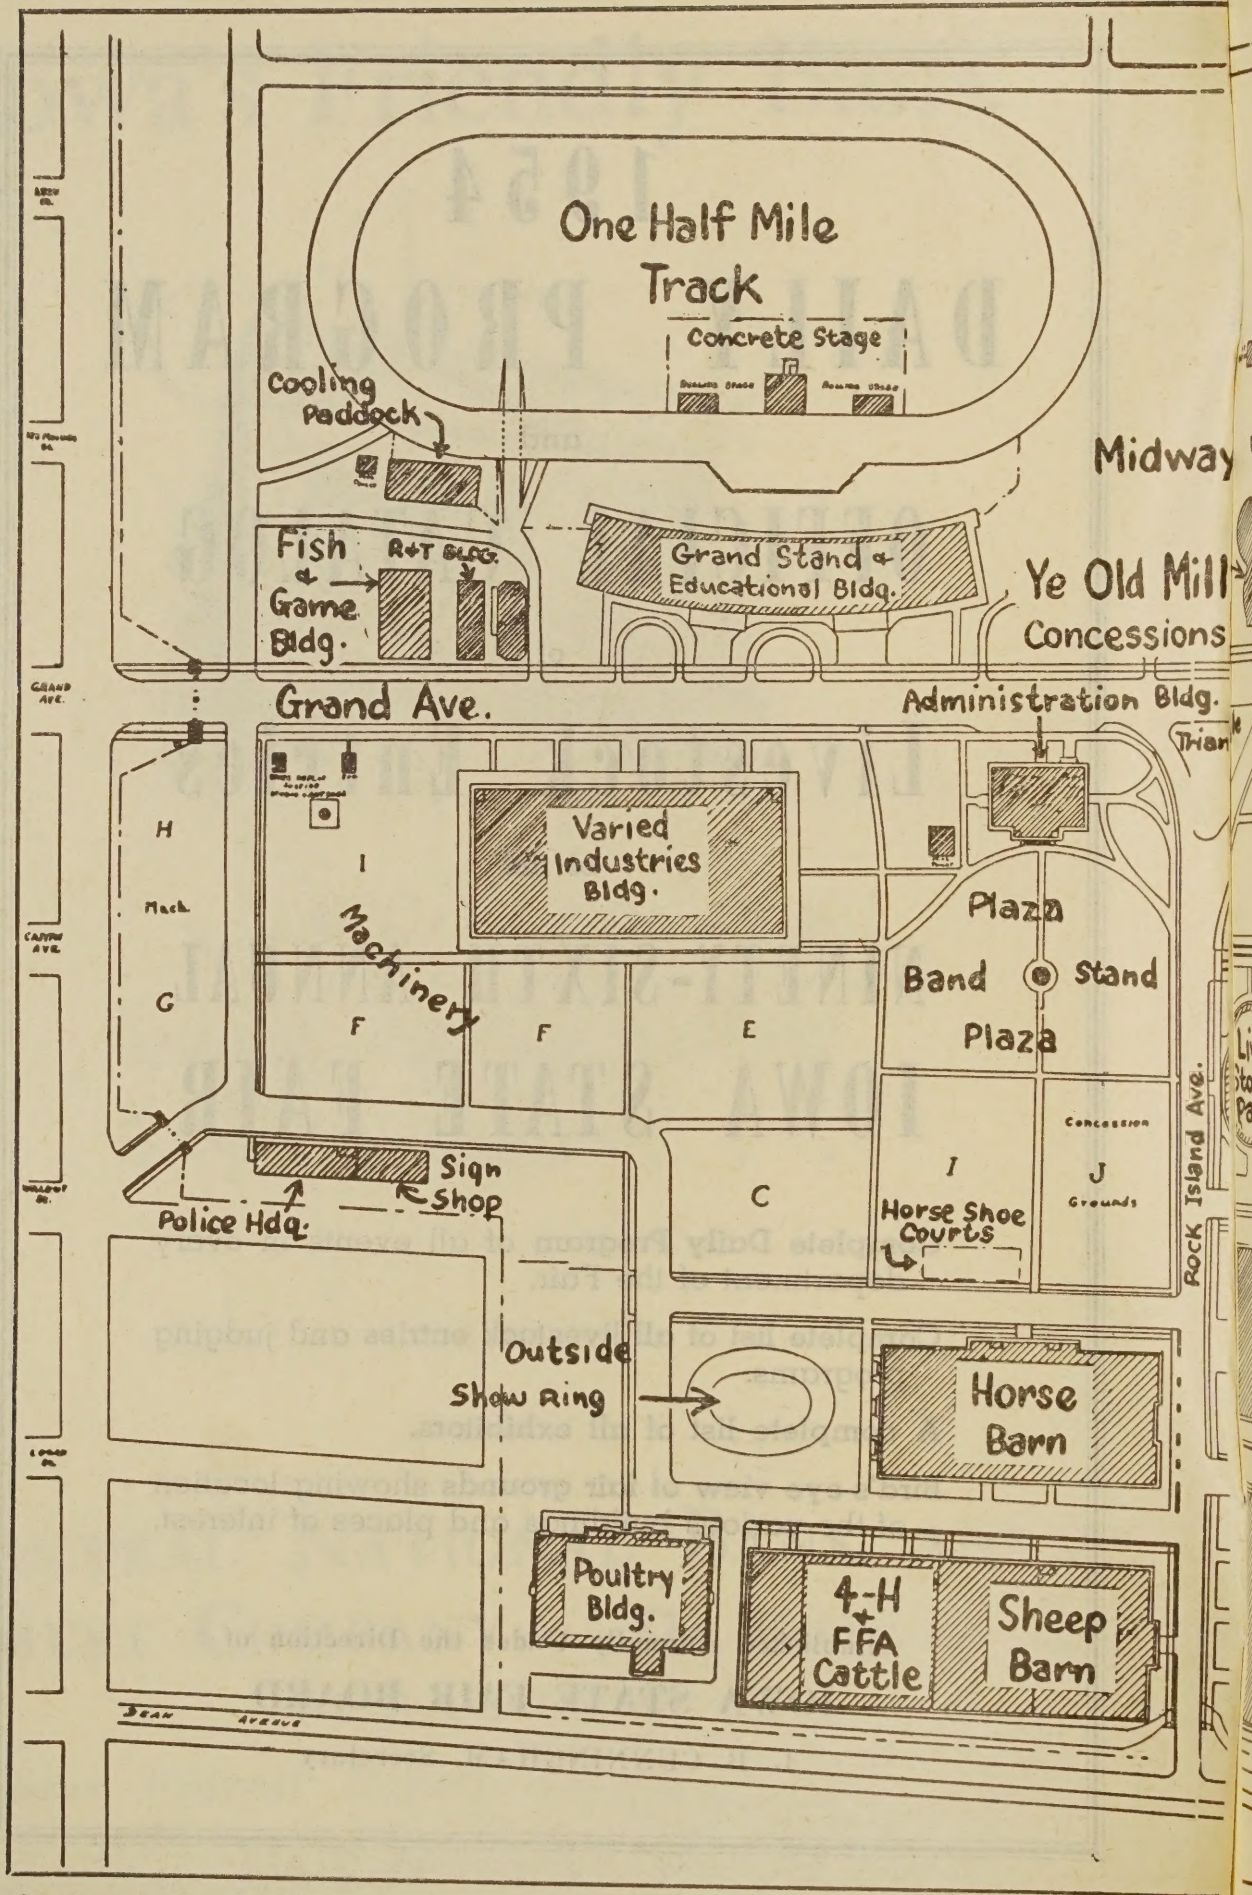 One Half Mile
Track
Concrete Stage
Cooling
Paddock
Midway
Fish
&
Game
Bldg.
R&T BLDG.
Grand Stand &
Educational Bldg.
Ye Old Mill
Concessions
GRAND
AVE.
Grand Ave.
Administration Bldg.
H
Mach.
G
I
Machinery
Varied
Industries
Bldg.
Plaza
Band Stand
Plaza
F
F
E
Rock Island Ave.
Concession
I
J
Grounds
C
Horse Shoe
Courts
Sign
Shop
Police Hdq.
Outside
Show Ring
Horse
Barn
Poultry
Bldg.
4-H
&
FFA
Cattle
Sheep
Barn
DEAN AVENUE